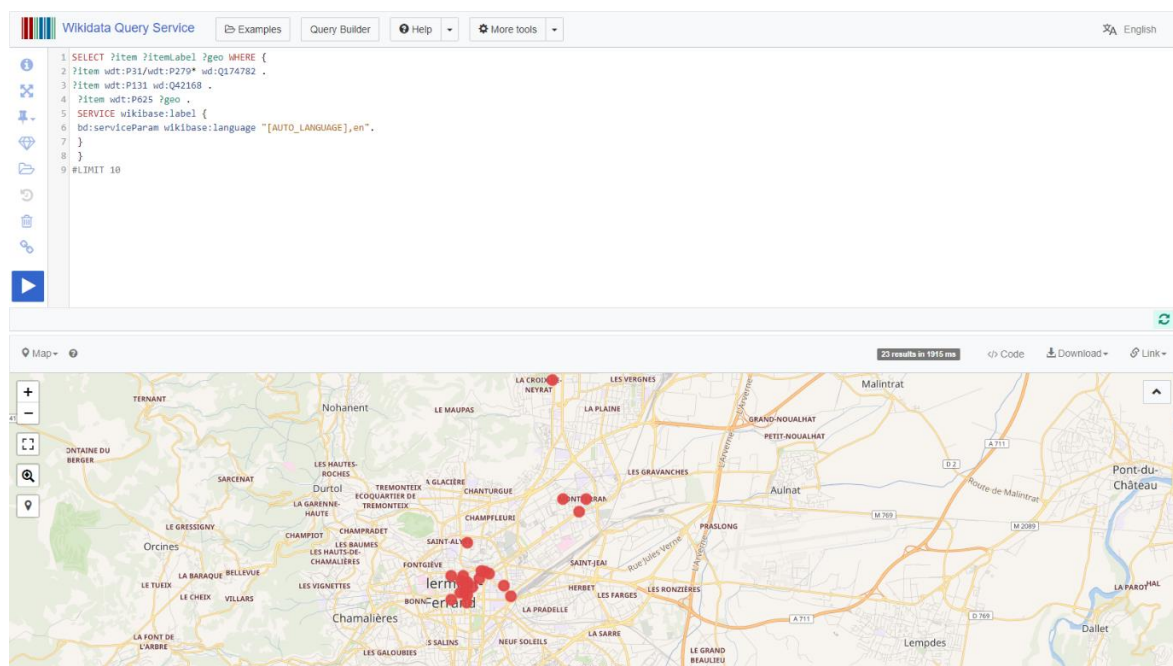 Wikidata Query Service
Examples
Query Builder
Help
More tools
English
1 SELECT ?item ?itemLabel ?geo WHERE {
2 ?item wdt:P31/wdt:P279* wd:Q174782 .
3 ?item wdt:P131 wd:Q42168 .
4 ?item wdt:P625 ?geo .
5 SERVICE wikibase:label {
6 bd:serviceParam wikibase:language "[AUTO_LANGUAGE],en".
7 }
8 }
9 #LIMIT 10
Map
23 results in 1915 ms
</> Code
Download
Link
+
−
LA CROIX
NEYRAT
LES VERGNES
Malintrat
TERNANT
Nohanent
LE MAUPAS
LA PLAINE
GRAND-NOUALHAT
PETIT-NOUALHAT
L'Arverne
A 711
BERGER
SARCENAT
LES HAUTES-
ROCHES
Durtol
TREMONTEIX
ECOQUARTIER DE
TREMONTEIX
A GLACIÈRE
CHANTURGUE
LES GRAVANCHES
Aulnat
D 2
Route de Malintrat
Pont-du-
Château
LA GARENNE-
HAUTE
CHAMPFLEURI
M 769
M 2089
LE GRESSIGNY
Orcines
CHAMPIOT
CHAMPRADET
LES BAUMES
LES HAUTS-DE-
CHAMALIÈRES
PRASLONG
Rue Jules Verne
L'Arverne
LA BARAQUE
BELLEVUE
FONTGIÈVE
LE TUEIX
LE CHEIX
VILLARS
LES VIGNETTES
HERBET
LES FARGES
LES RONZIÈRES
Chamalières
LA PRADELLE
A 711
D 769
Dallet
LA FONT DE
L'ARBRE
LES GALOUBIES
NEUF SOLEILS
LA SARRE
LE GRAND
BEAULIEU
Lempdes